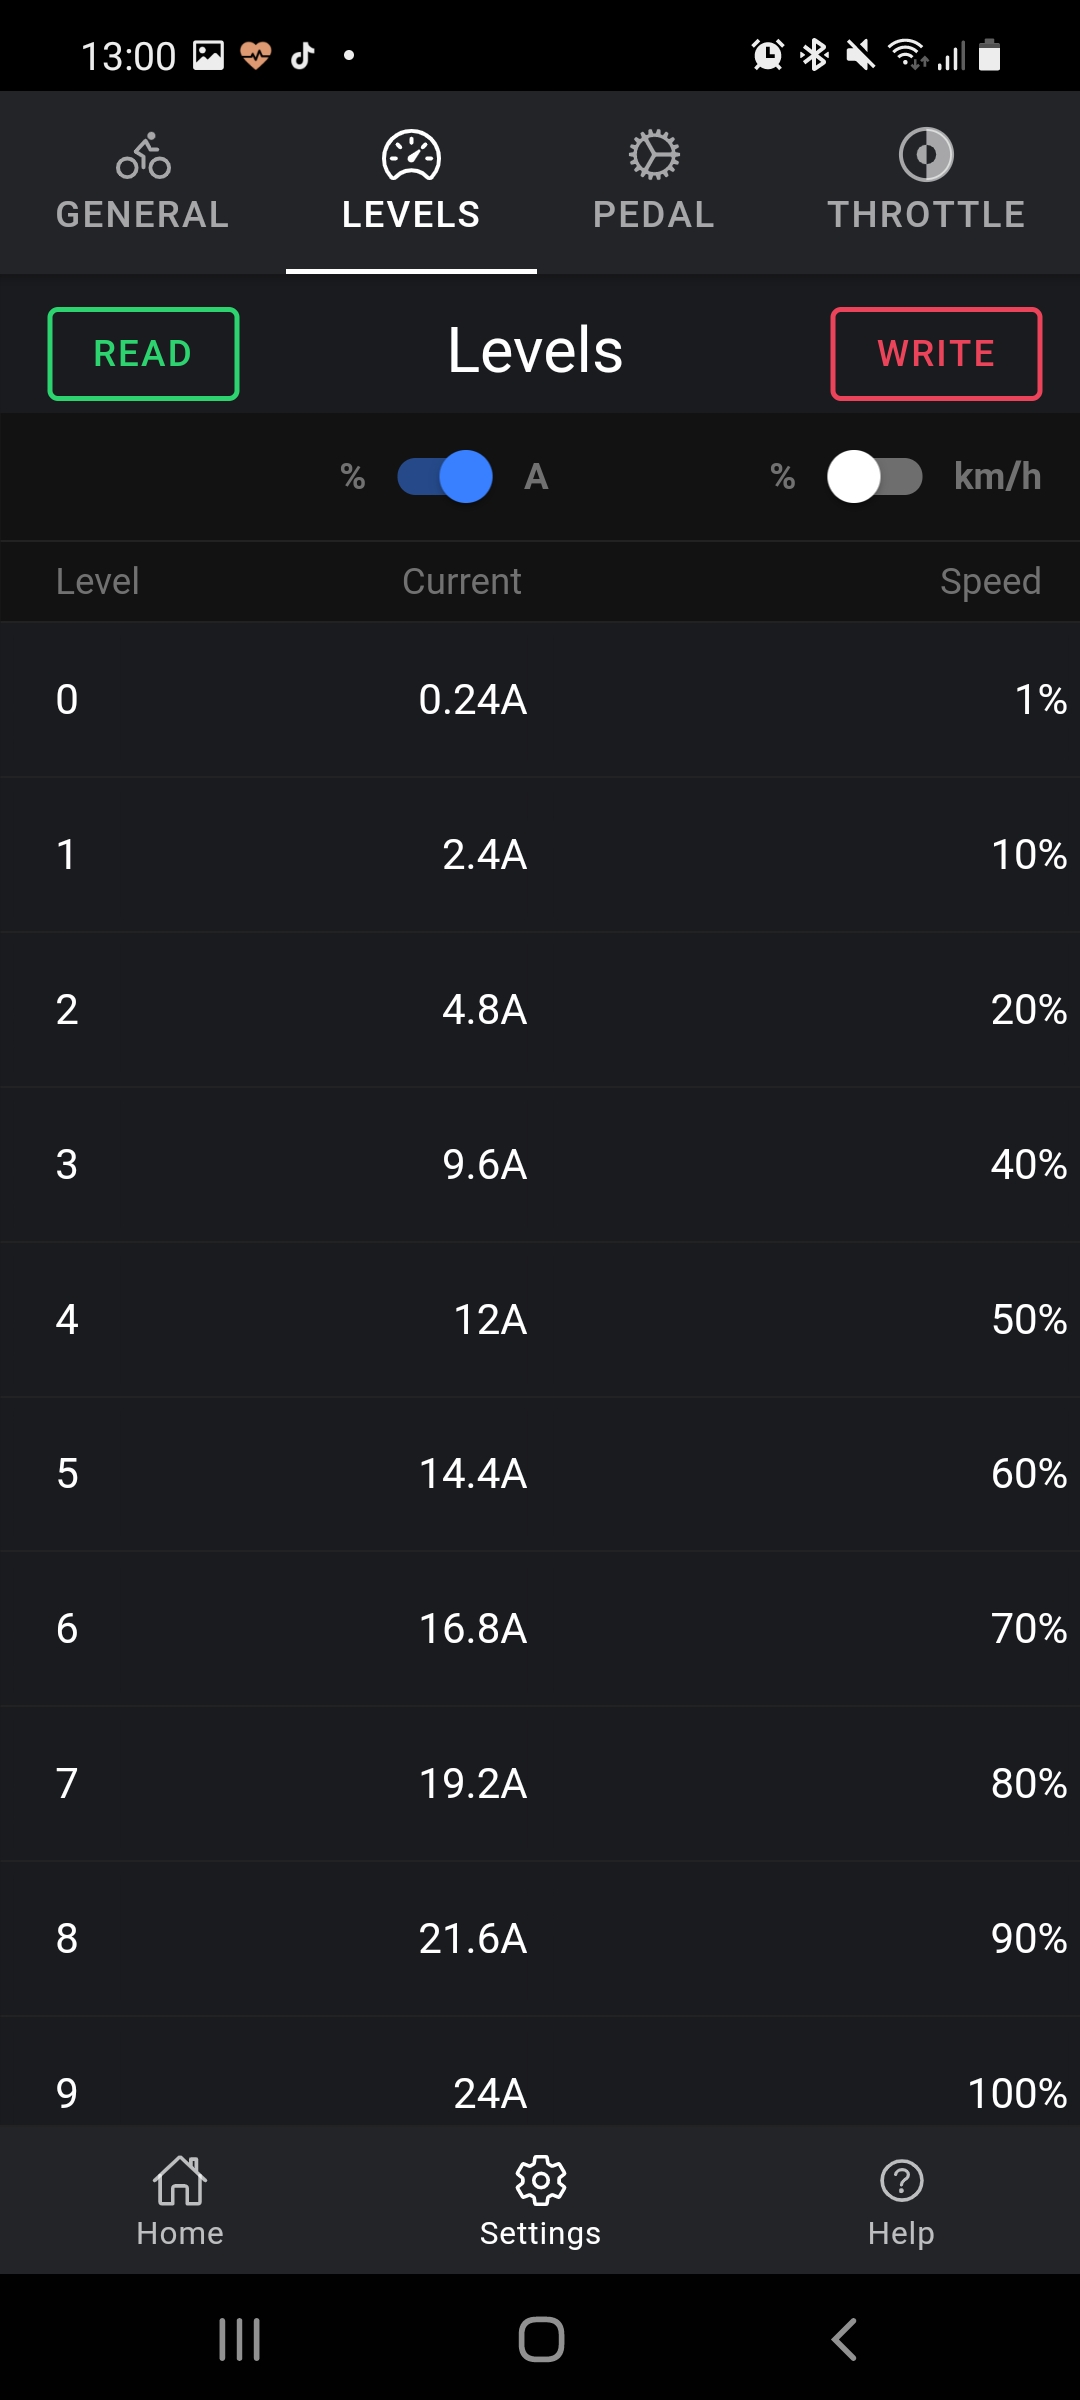 13:00
GENERAL LEVELS PEDAL THROTTLE
READ Levels WRITE
% A % km/h
Level Current Speed
0 0.24A 1%
1 2.4A 10%
2 4.8A 20%
3 9.6A 40%
4 12A 50%
5 14.4A 60%
6 16.8A 70%
7 19.2A 80%
8 21.6A 90%
9 24A 100%
Home Settings Help